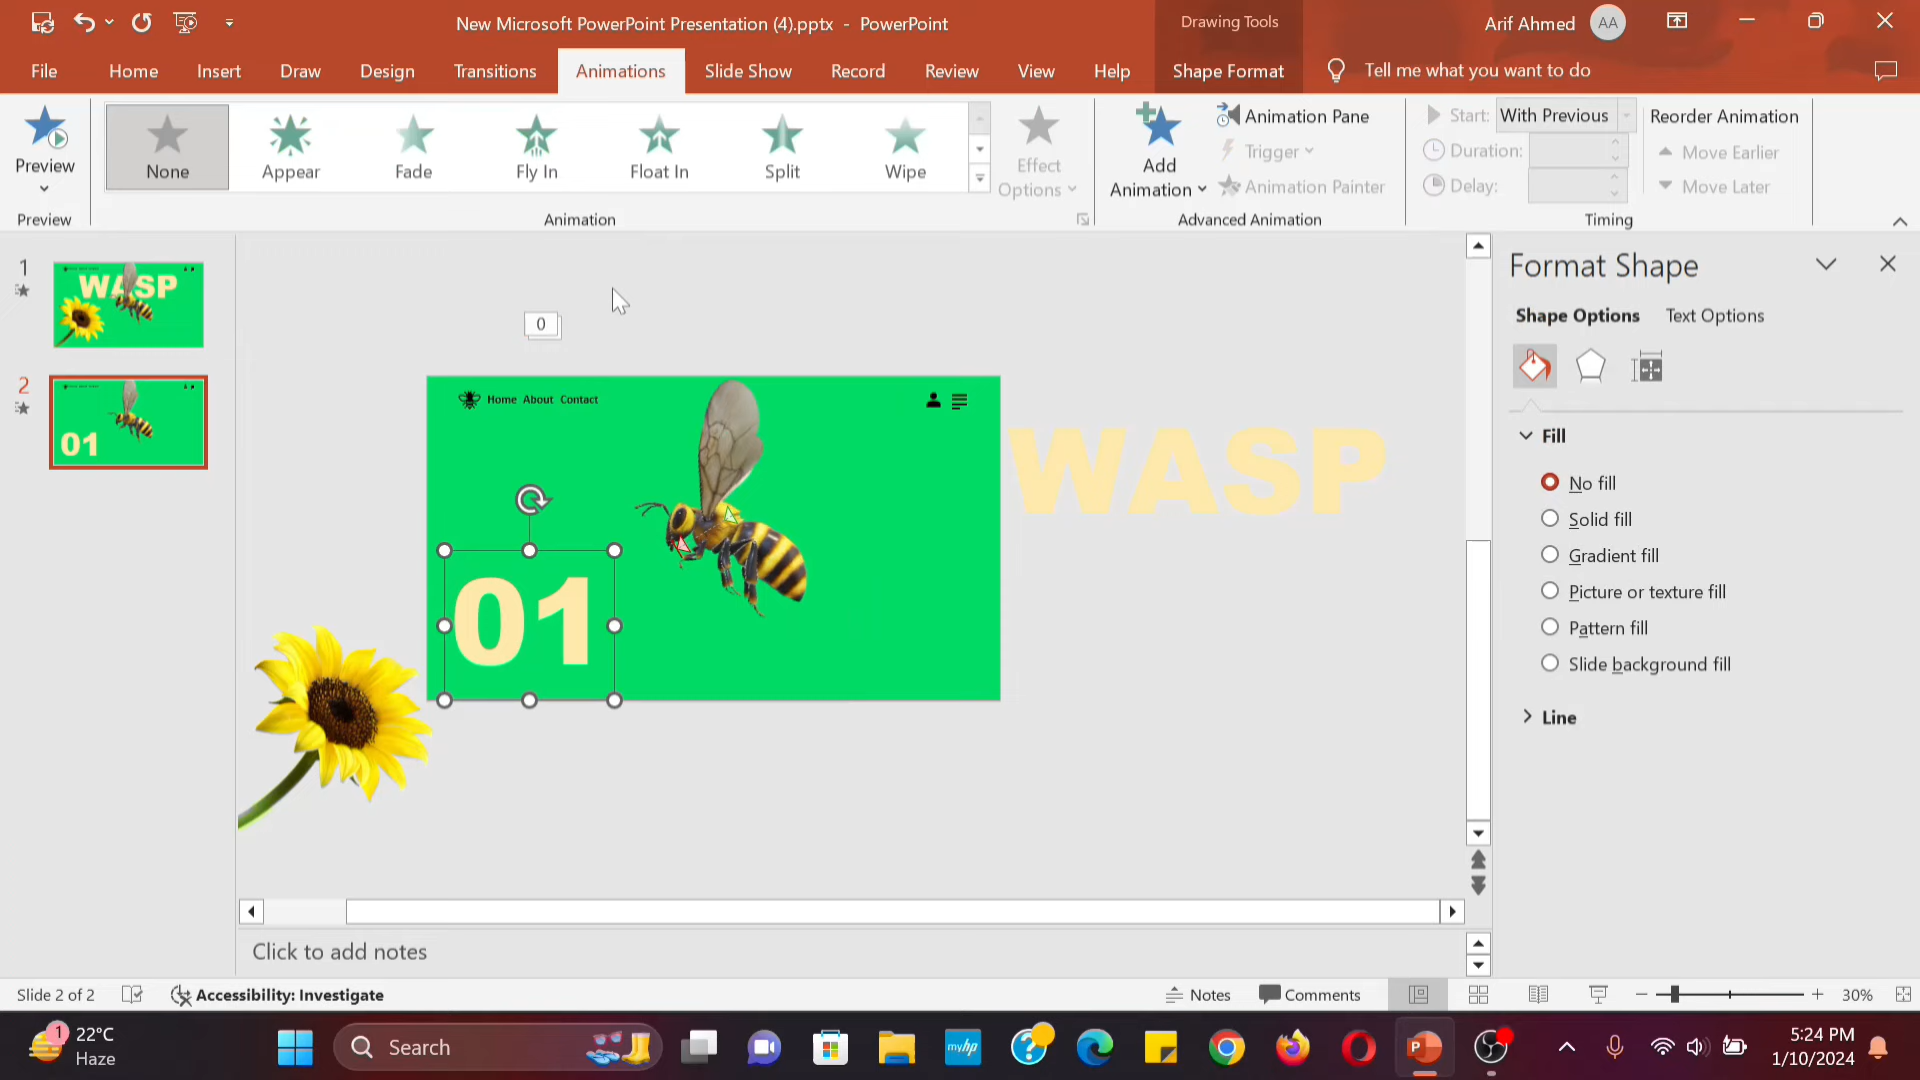 New Microsoft PowerPoint Presentation (4).pptx - PowerPoint
Drawing Tools
Arif Ahmed
AA
File
Home
Insert
Draw
Design
Transitions
Animations
Slide Show
Record
Review
View
Help
Shape Format
Tell me what you want to do
Preview
Preview
None
Appear
Fade
Fly In
Float In
Split
Wipe
Animation
Effect
Options
Add
Animation
Animation Pane
Trigger
Animation Painter
Advanced Animation
Start: With Previous
Duration:
Delay:
Reorder Animation
Move Earlier
Move Later
Timing
1
WASP
2
01
0
Home About Contact
WASP
01
Format Shape
Shape Options
Text Options
Fill
No fill
Solid fill
Gradient fill
Picture or texture fill
Pattern fill
Slide background fill
Line
Click to add notes
Slide 2 of 2
Accessibility: Investigate
Notes
Comments
30%
1
22°C
Haze
Search
myhp
P
5:24 PM
1/10/2024